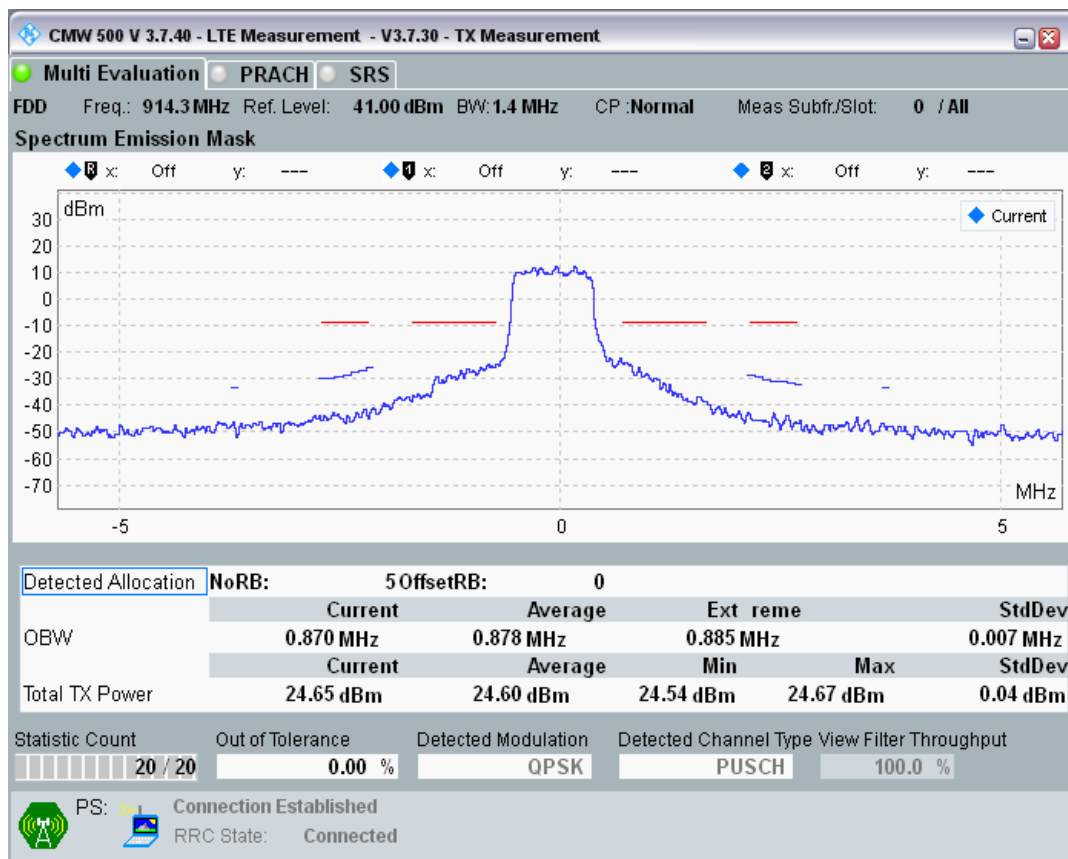 CMW 500 V 3.7.40 - LTE Measurement - V3.7.30 - TX Measurement
Multi Evaluation PRACH SRS
FDD Freq.: 914.3 MHz Ref. Level: 41.00 dBm BW: 1.4 MHz CP :Normal Meas Subfr./Slot: 0 / All
Spectrum Emission Mask
R x: Off y: --- 1 x: Off y: --- 2 x: Off y: ---
dBm
Current
30
20
10
0
-10
-20
-30
-40
-50
-60
-70
MHz
-5 0 5
Detected Allocation NoRB: 5 OffsetRB: 0
Current Average Ext reme StdDev
OBW 0.870 MHz 0.878 MHz 0.885 MHz 0.007 MHz
Current Average Min Max StdDev
Total TX Power 24.65 dBm 24.60 dBm 24.54 dBm 24.67 dBm 0.04 dBm
Statistic Count Out of Tolerance Detected Modulation Detected Channel Type View Filter Throughput
20 / 20 0.00 % QPSK PUSCH 100.0 %
PS: Connection Established
RRC State: Connected